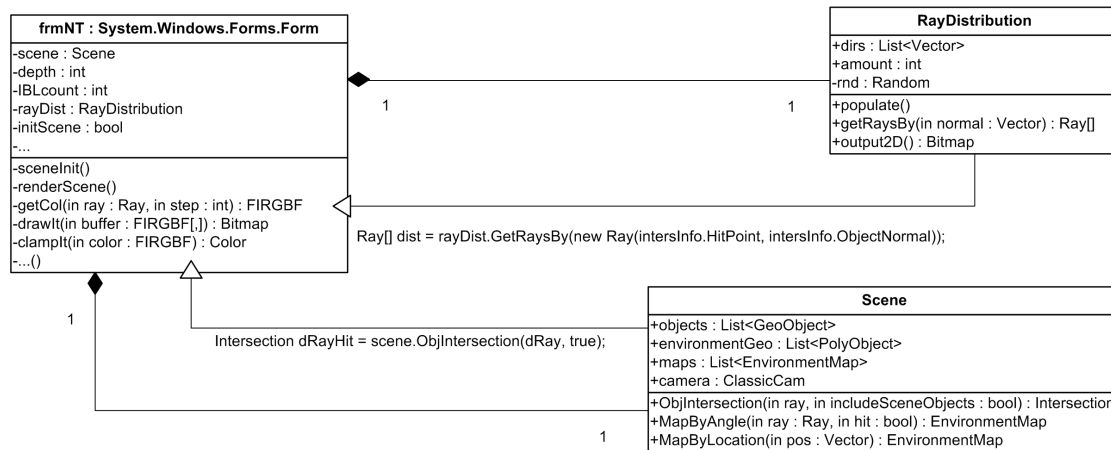 frmNT : System.Windows.Forms.Form
-scene : Scene
-depth : int
-IBLcount : int
-rayDist : RayDistribution
-initScene : bool
-...
-sceneInit()
-renderScene()
-getCol(in ray : Ray, in step : int) : FIRGBF
-drawIt(in buffer : FIRGBF[,]) : Bitmap
-clampIt(in color : FIRGBF) : Color
-...()
1
1
RayDistribution
+dirs : List<Vector>
+amount : int
-rnd : Random
+populate()
+getRaysBy(in normal : Vector) : Ray[]
+output2D() : Bitmap
Ray[] dist = rayDist.GetRaysBy(new Ray(intersInfo.HitPoint, intersInfo.ObjectNormal));
1
Intersection dRayHit = scene.ObjIntersection(dRay, true);
1
Scene
+objects : List<GeoObject>
+environmentGeo : List<PolyObject>
+maps : List<EnvironmentMap>
+camera : ClassicCam
+ObjIntersection(in ray, in includeSceneObjects : bool) : Intersection
+MapByAngle(in ray : Ray, in hit : bool) : EnvironmentMap
+MapByLocation(in pos : Vector) : EnvironmentMap